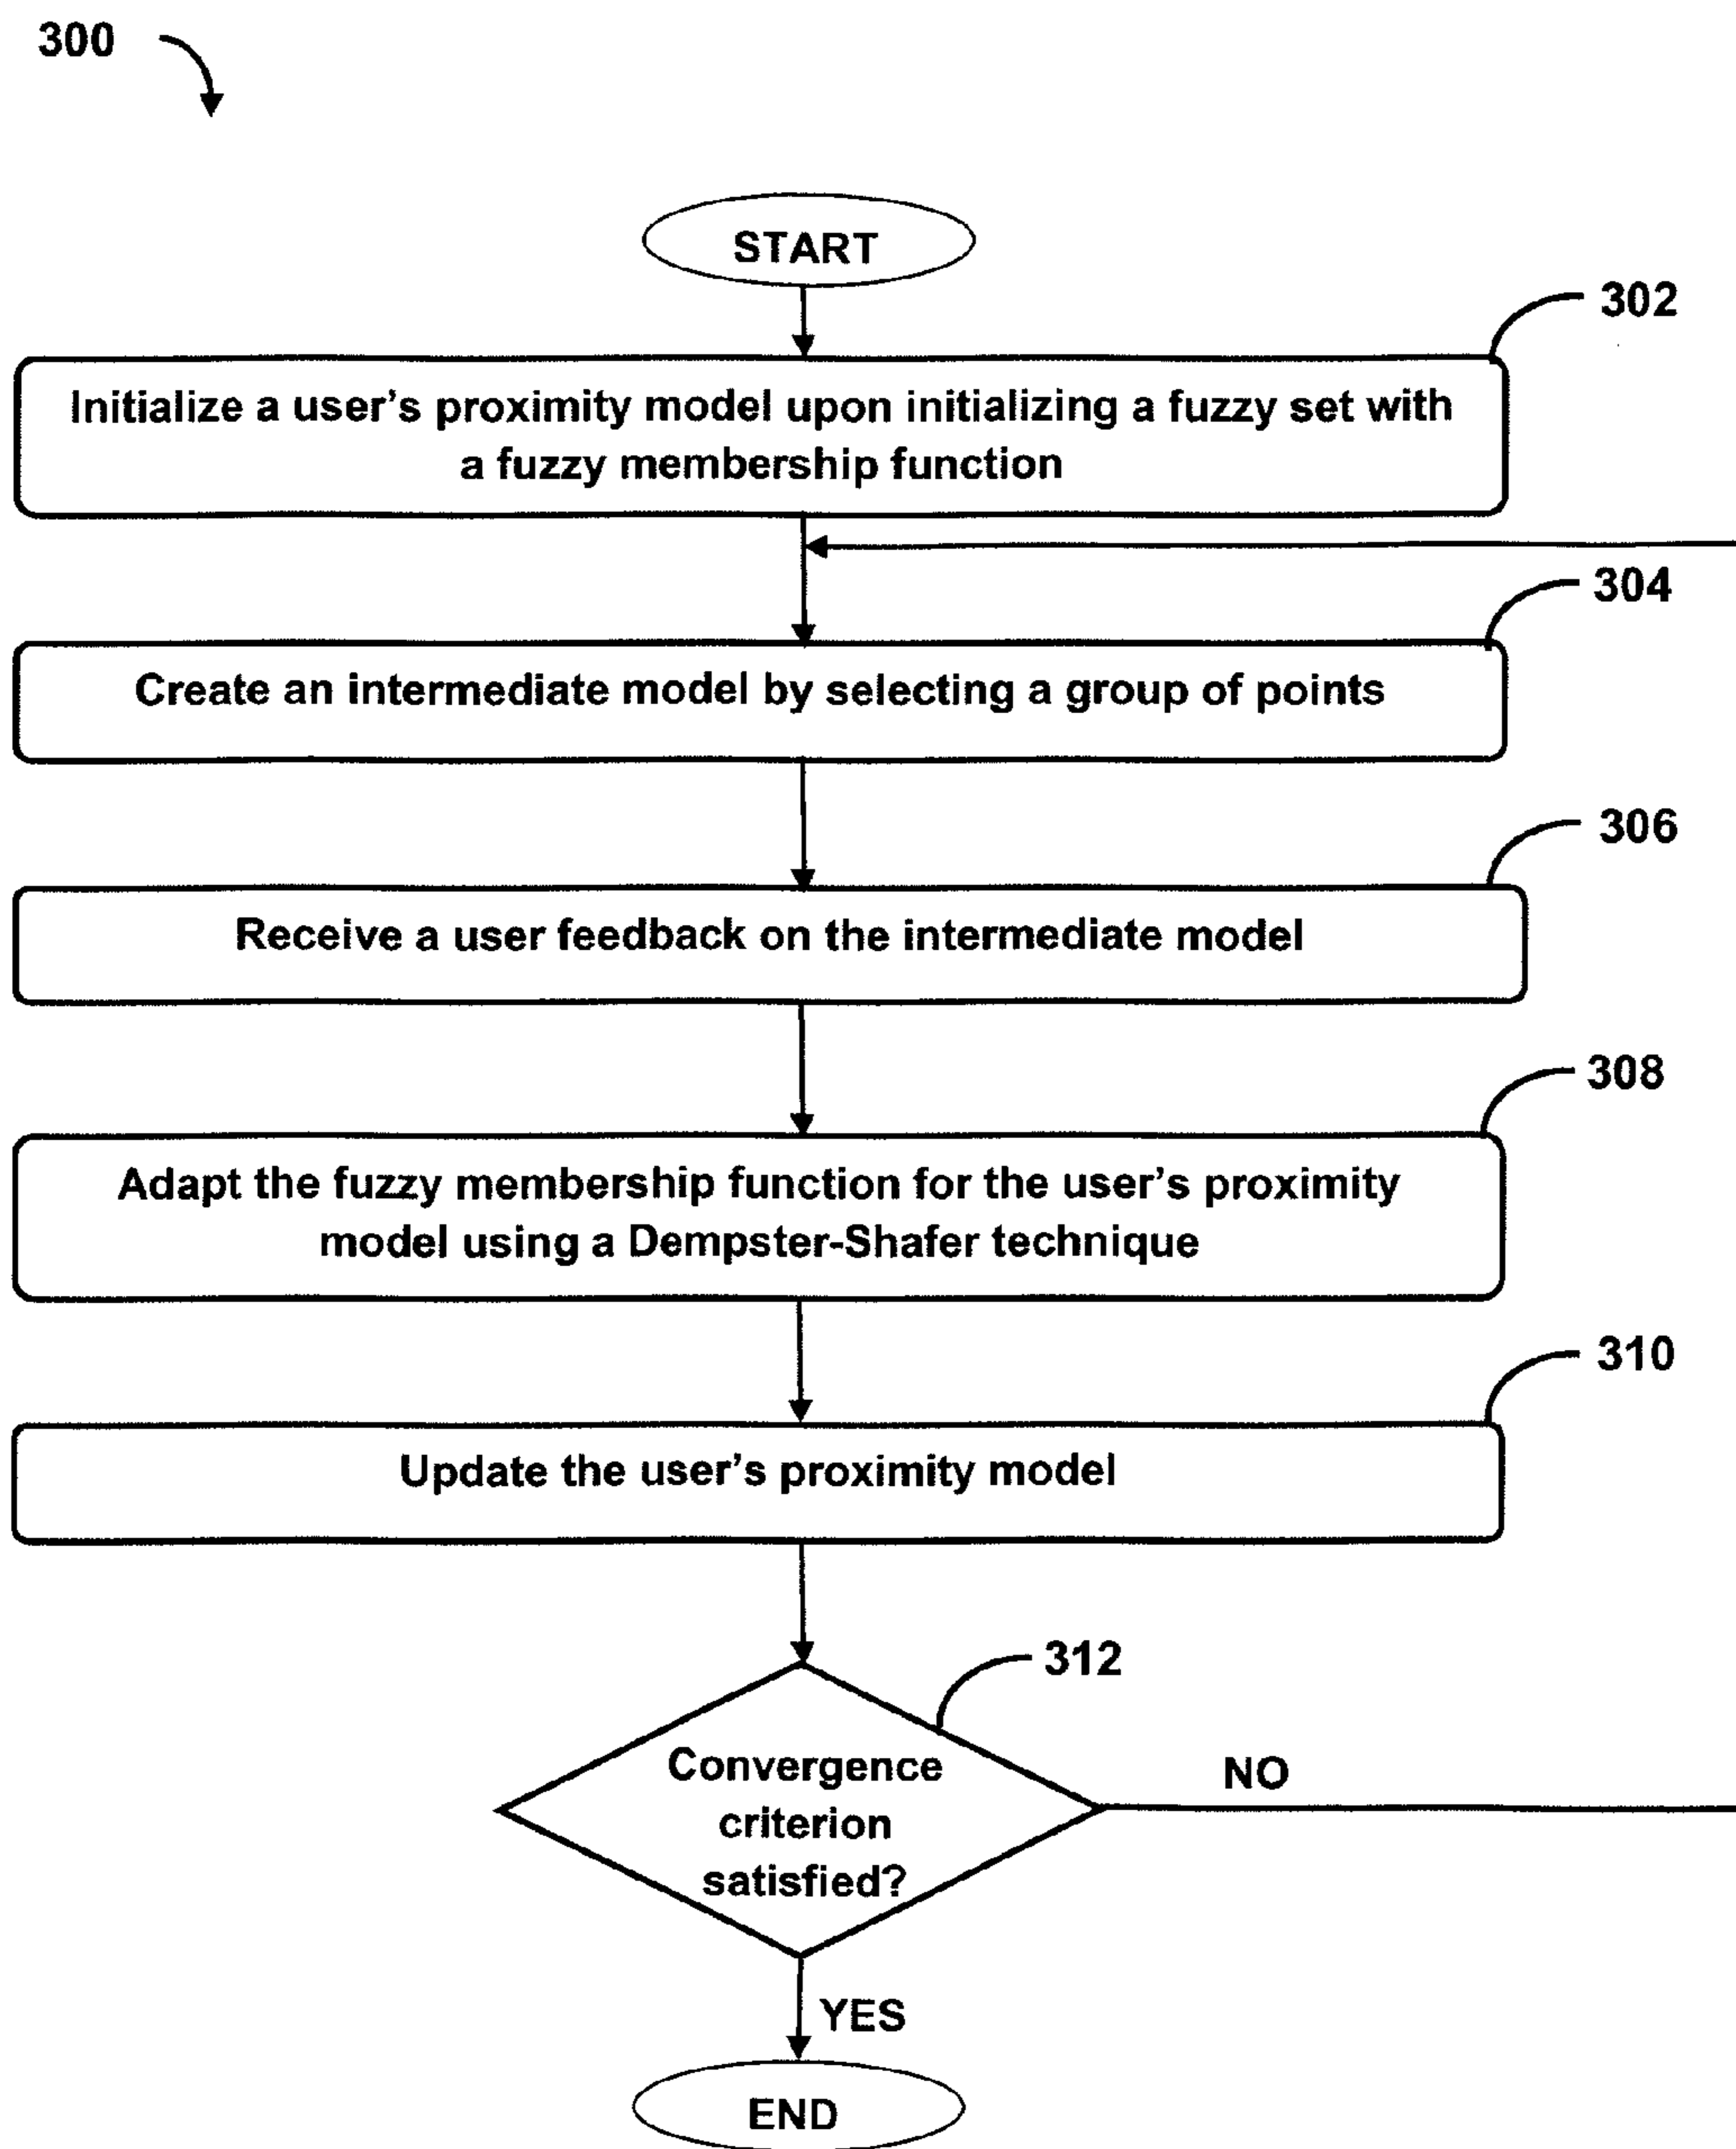 300
START
302
Initialize a user's proximity model upon initializing a fuzzy set with
a fuzzy membership function
304
Create an intermediate model by selecting a group of points
306
Receive a user feedback on the intermediate model
308
Adapt the fuzzy membership function for the user's proximity
model using a Dempster-Shafer technique
310
Update the user's proximity model
312
Convergence
criterion
satisfied?
NO
YES
END